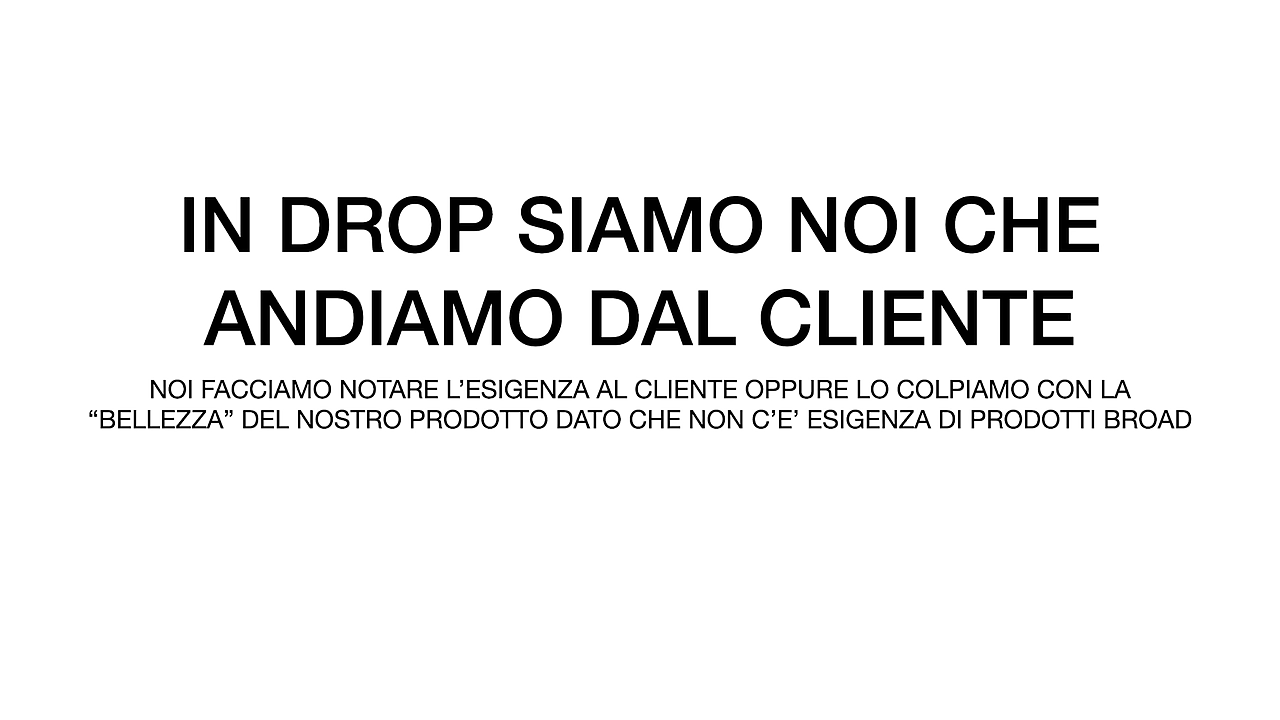 IN DROP SIAMO NOI CHE
ANDIAMO DAL CLIENTE
NOI FACCIAMO NOTARE L’ESIGENZA AL CLIENTE OPPURE LO COLPIAMO CON LA
“BELLEZZA” DEL NOSTRO PRODOTTO DATO CHE NON C’E’ ESIGENZA DI PRODOTTI BROAD